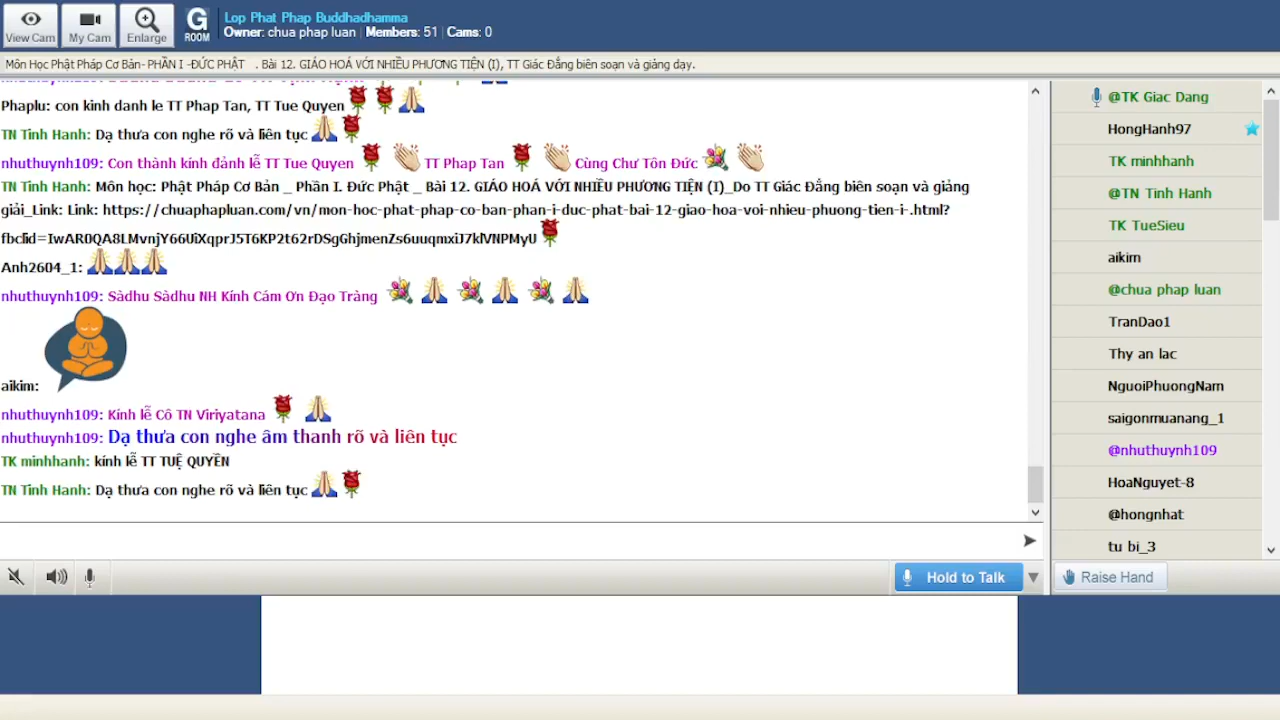 View Cam
My Cam
Enlarge
G
ROOM
Lop Phat Phap Buddhadhamma
Owner: chua phap luan | Members: 51 | Cams: 0
Môn Học Phật Pháp Cơ Bản- PHẦN I -ĐỨC PHẬT . Bài 12. GIÁO HOÁ VỚI NHIỀU PHƯƠNG TIỆN (I), TT Giác Đẳng biên soạn và giảng dạy.
Phaplu: con kinh danh le TT Phap Tan, TT Tue Quyen
TN Tinh Hanh: Dạ thưa con nghe rõ và liên tục
nhuthuynh109: Con thành kính đảnh lễ TT Tue Quyen TT Phap Tan Cùng Chư Tôn Đức
TN Tinh Hanh: Môn học: Phật Pháp Cơ Bản _ Phần I. Đức Phật _ Bài 12. GIÁO HOÁ VỚI NHIỀU PHƯƠNG TIỆN (I)_Do TT Giác Đẳng biên soạn và giảng
giải_Link: Link: https://chuaphapluan.com/vn/mon-hoc-phat-phap-co-ban-phan-i-duc-phat-bai-12-giao-hoa-voi-nhieu-phuong-tien-i-.html?
fbclid=IwAR0QA8LMvnjY66UiXqprJ5T6KP2t62rDSgGhjmenZs6uuqmxiJ7klVNPMyU
Anh2604_1:
nhuthuynh109: Sàdhu Sàdhu NH Kính Cám Ơn Đạo Tràng
aikim:
nhuthuynh109: Kính lễ Cô TN Viriyatana
nhuthuynh109: Dạ thưa con nghe âm thanh rõ và liên tục
TK minhhanh: kính lễ TT TUỆ QUYỀN
TN Tinh Hanh: Dạ thưa con nghe rõ và liên tục
Hold to Talk
@TK Giac Dang
HongHanh97
TK minhhanh
@TN Tinh Hanh
TK TueSieu
aikim
@chua phap luan
TranDao1
Thy an lac
NguoiPhuongNam
saigonmuanang_1
@nhuthuynh109
HoaNguyet-8
@hongnhat
tu bi_3
Raise Hand